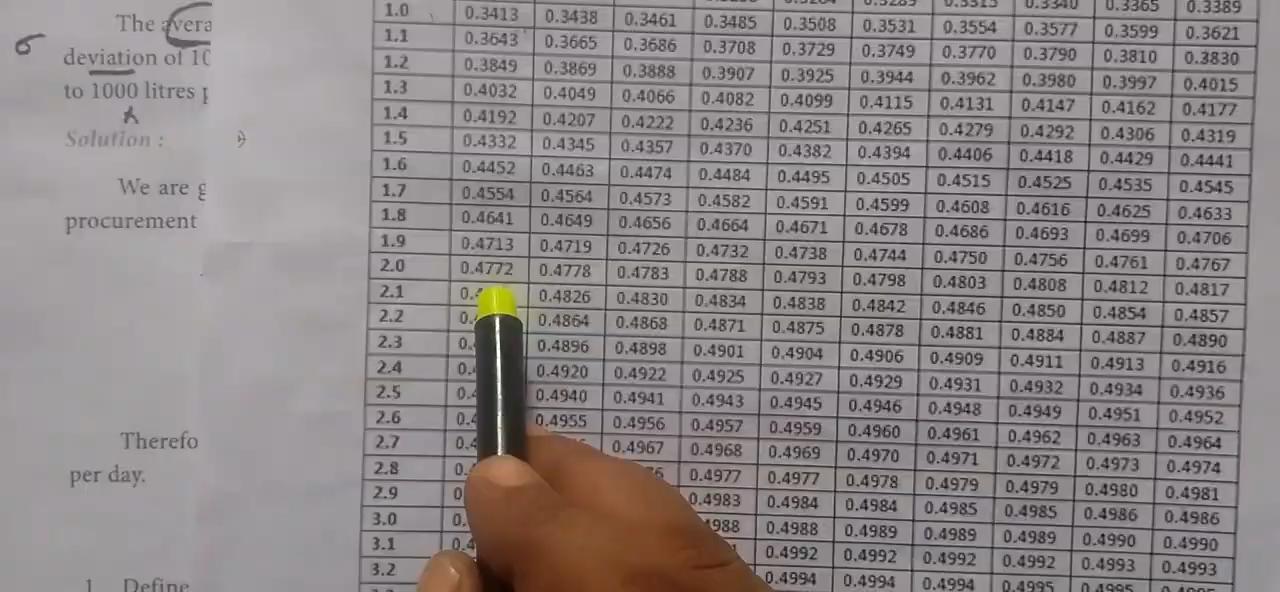 The avera
σ
deviation of 10
to 1000 litres p
Solution :
We are g
procurement
Therefo
per day.
1. Define
1.0 0.3413 0.3438 0.3461 0.3485 0.3508 0.3531 0.3554 0.3577 0.3599 0.3621
1.1 0.3643 0.3665 0.3686 0.3708 0.3729 0.3749 0.3770 0.3790 0.3810 0.3830
1.2 0.3849 0.3869 0.3888 0.3907 0.3925 0.3944 0.3962 0.3980 0.3997 0.4015
1.3 0.4032 0.4049 0.4066 0.4082 0.4099 0.4115 0.4131 0.4147 0.4162 0.4177
1.4 0.4192 0.4207 0.4222 0.4236 0.4251 0.4265 0.4279 0.4292 0.4306 0.4319
1.5 0.4332 0.4345 0.4357 0.4370 0.4382 0.4394 0.4406 0.4418 0.4429 0.4441
1.6 0.4452 0.4463 0.4474 0.4484 0.4495 0.4505 0.4515 0.4525 0.4535 0.4545
1.7 0.4554 0.4564 0.4573 0.4582 0.4591 0.4599 0.4608 0.4616 0.4625 0.4633
1.8 0.4641 0.4649 0.4656 0.4664 0.4671 0.4678 0.4686 0.4693 0.4699 0.4706
1.9 0.4713 0.4719 0.4726 0.4732 0.4738 0.4744 0.4750 0.4756 0.4761 0.4767
2.0 0.4772 0.4778 0.4783 0.4788 0.4793 0.4798 0.4803 0.4808 0.4812 0.4817
2.1 0.4826 0.4830 0.4834 0.4838 0.4842 0.4846 0.4850 0.4854 0.4857
2.2 0.4864 0.4868 0.4871 0.4875 0.4878 0.4881 0.4884 0.4887 0.4890
2.3 0.4896 0.4898 0.4901 0.4904 0.4906 0.4909 0.4911 0.4913 0.4916
2.4 0.4920 0.4922 0.4925 0.4927 0.4929 0.4931 0.4932 0.4934 0.4936
2.5 0.4940 0.4941 0.4943 0.4945 0.4946 0.4948 0.4949 0.4951 0.4952
2.6 0.4955 0.4956 0.4957 0.4959 0.4960 0.4961 0.4962 0.4963 0.4964
2.7 0.4967 0.4968 0.4969 0.4970 0.4971 0.4972 0.4973 0.4974
2.8 0.4977 0.4977 0.4978 0.4979 0.4979 0.4980 0.4981
2.9 0.4983 0.4984 0.4984 0.4985 0.4985 0.4986 0.4986
3.0 0.4988 0.4989 0.4989 0.4989 0.4990 0.4990
3.1 0.4992 0.4992 0.4992 0.4992 0.4993 0.4993
3.2 0.4994 0.4994 0.4994 0.4995 0.4995